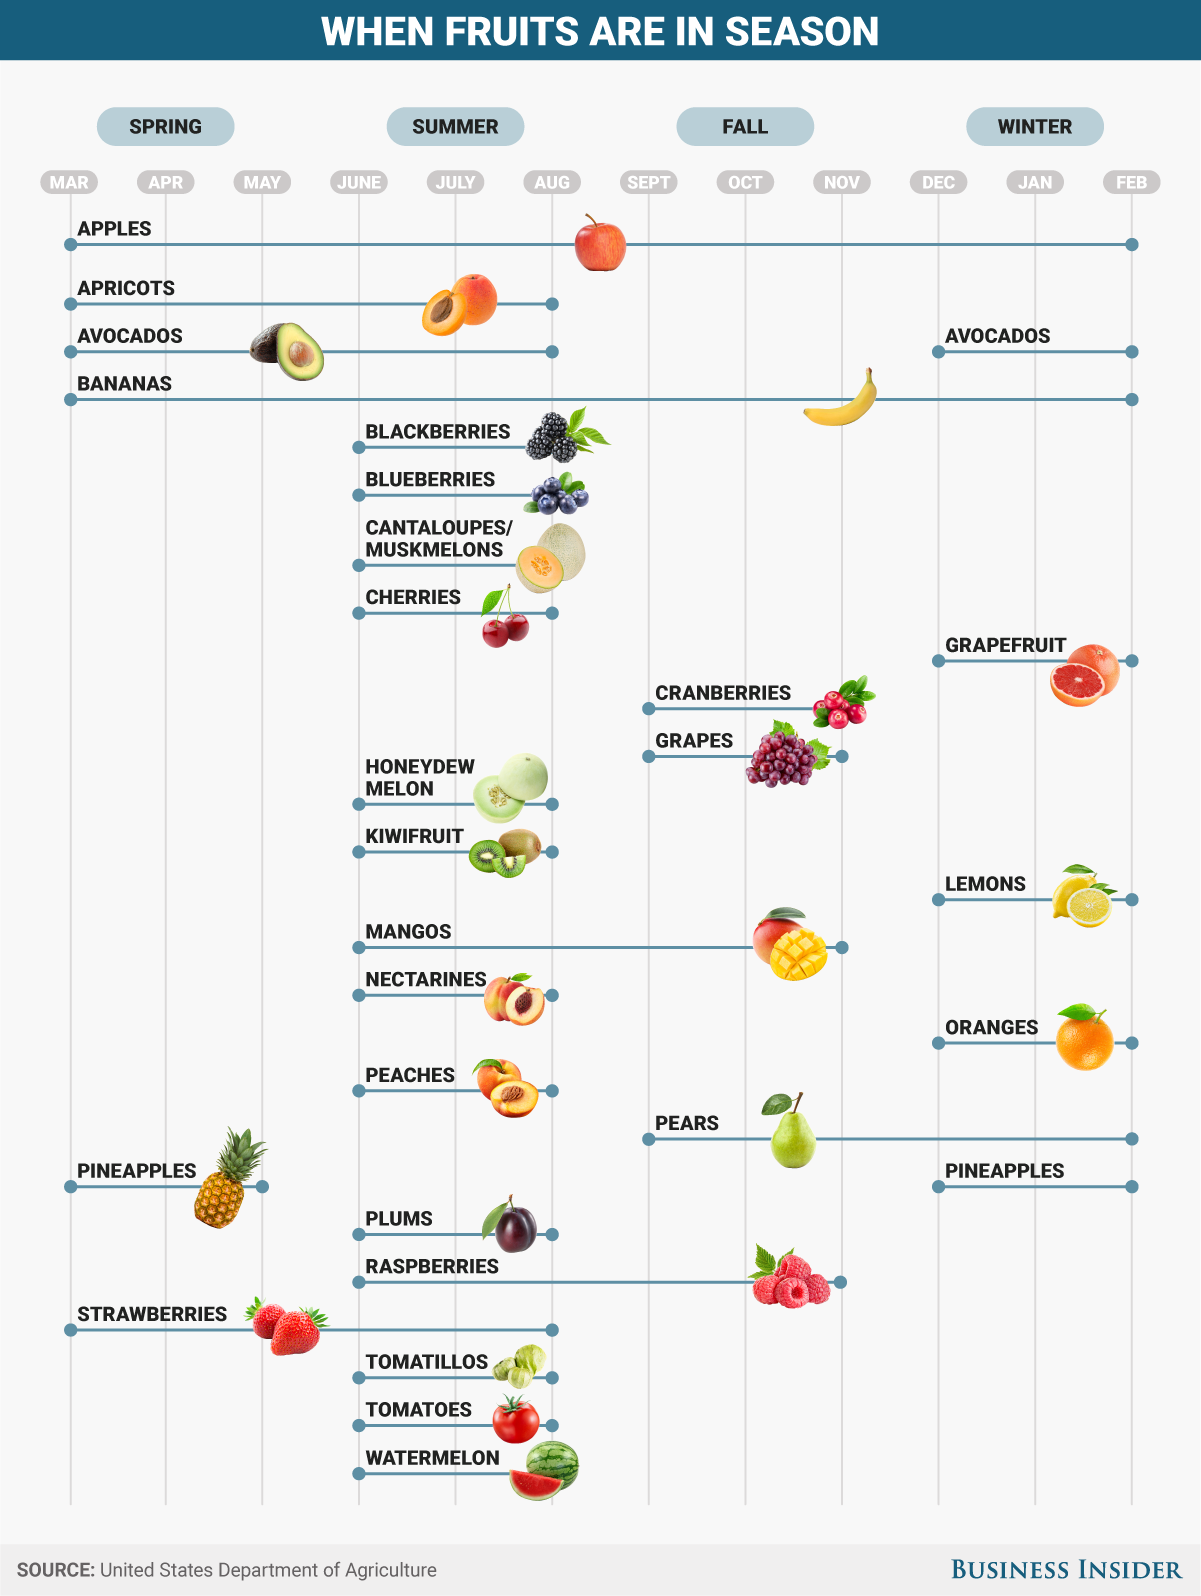 WHEN FRUITS ARE IN SEASON
SPRING
SUMMER
FALL
WINTER
MAR
APR
MAY
JUNE
JULY
AUG
SEPT
OCT
NOV
DEC
JAN
FEB
APPLES
APRICOTS
AVOCADOS
AVOCADOS
BANANAS
BLACKBERRIES
BLUEBERRIES
CANTALOUPES/
MUSKMELONS
CHERRIES
GRAPEFRUIT
CRANBERRIES
GRAPES
HONEYDEW
MELON
KIWIFRUIT
LEMONS
MANGOS
NECTARINES
ORANGES
PEACHES
PEARS
PINEAPPLES
PINEAPPLES
PLUMS
RASPBERRIES
STRAWBERRIES
TOMATILLOS
TOMATOES
WATERMELON
SOURCE: United States Department of Agriculture
BUSINESS INSIDER